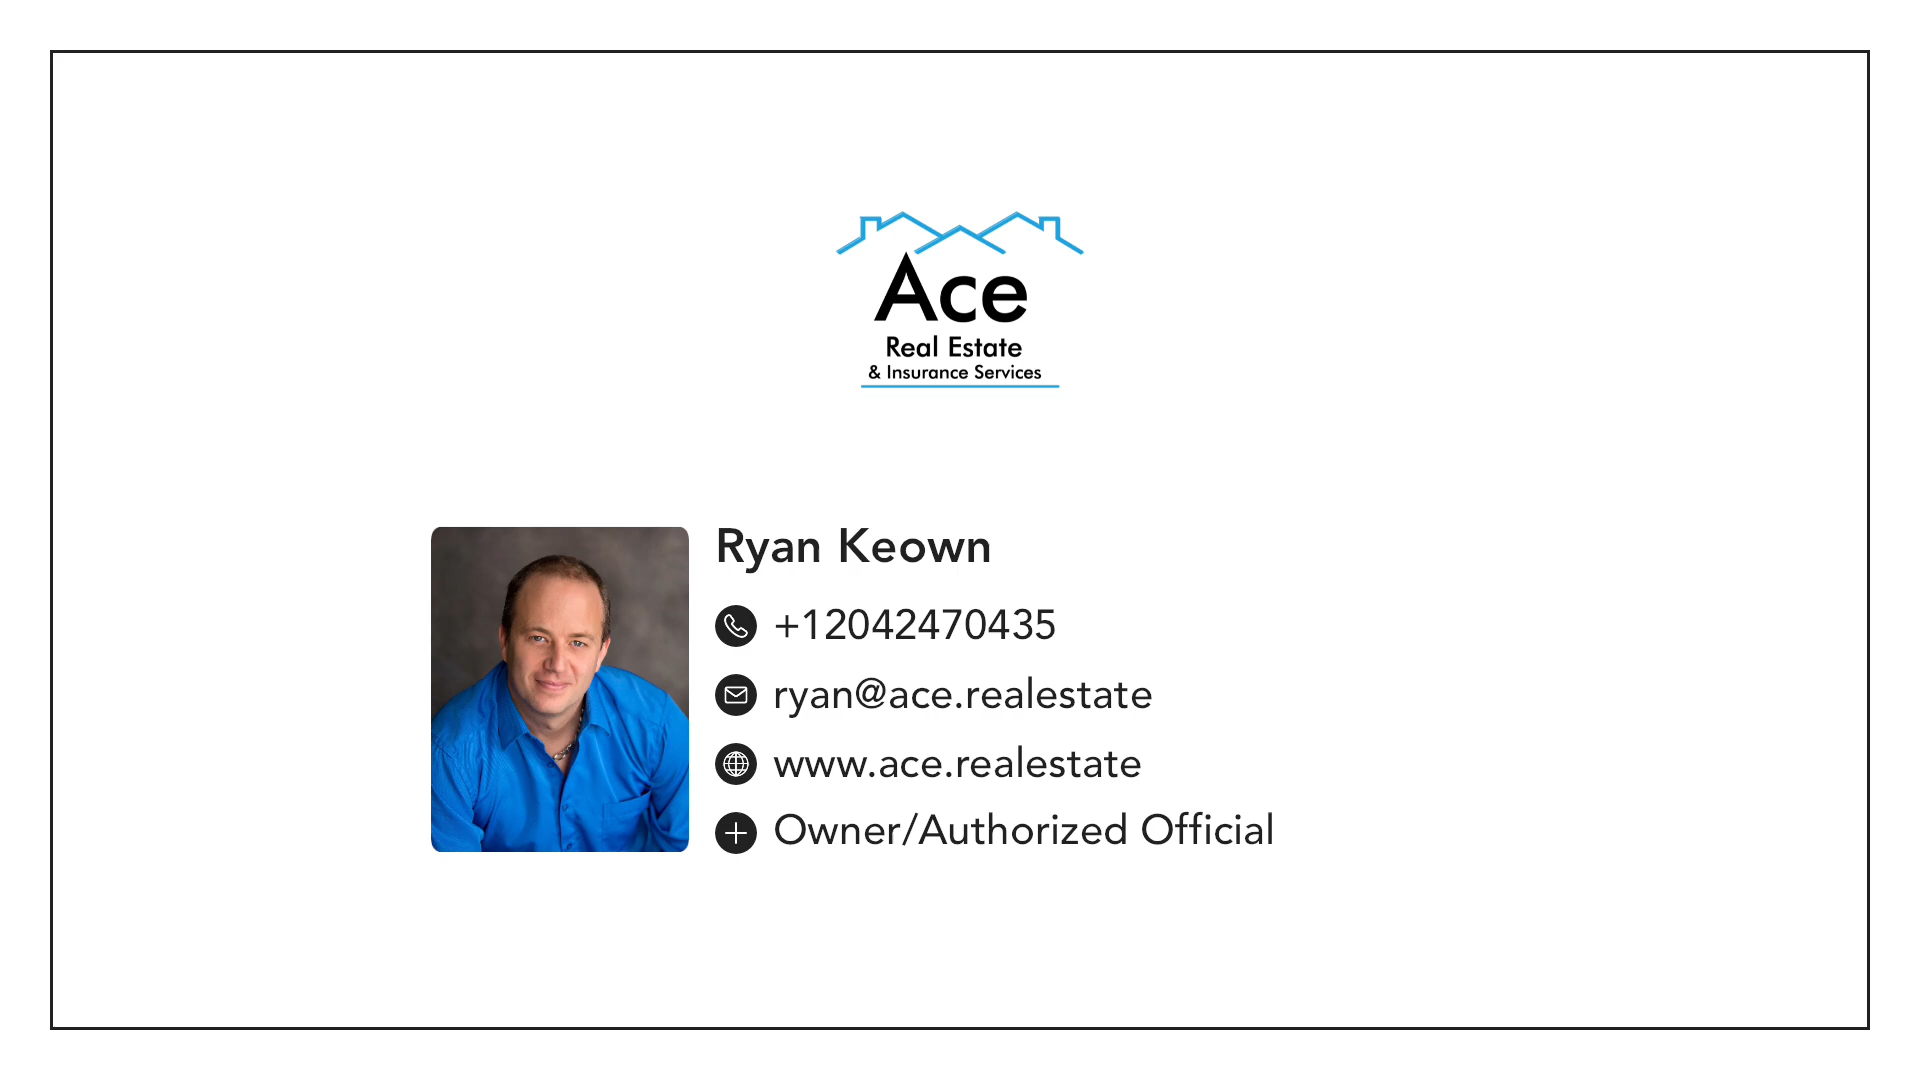 Ace
Real Estate
& Insurance Services
Ryan Keown
+12042470435
ryan@ace.realestate
www.ace.realestate
Owner/Authorized Official